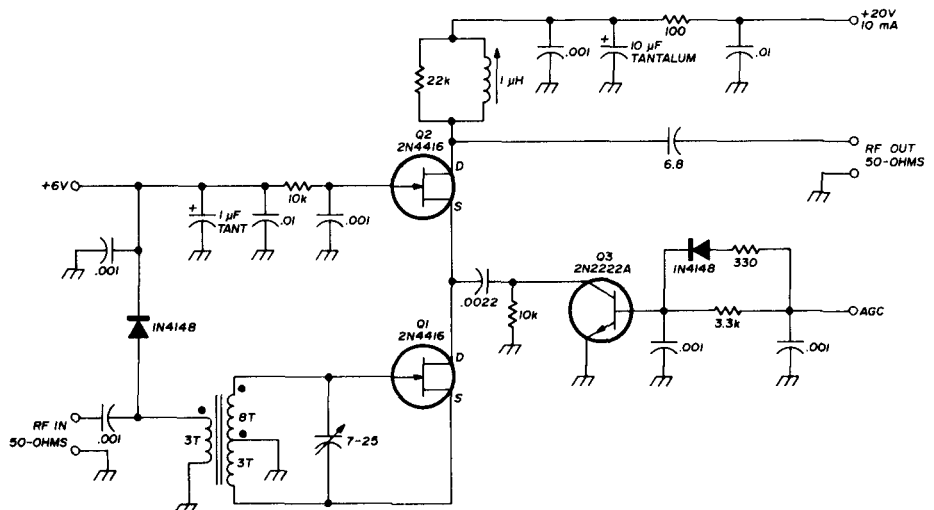 +20V
10 mA
100
.001
10 µF
TANTALUM
.01
22k
1 µH
Q2
2N4416
D
S
6.8
RF OUT
50-OHMS
+6V
10k
+
1 µF
TANT
.01
.001
+
.001
1N4148
Q3
2N2222A
1N4148
330
.0022
10k
3.3k
AGC
.001
.001
Q1
2N4416
D
S
RF IN
50-OHMS
.001
3T
8T
3T
7-25